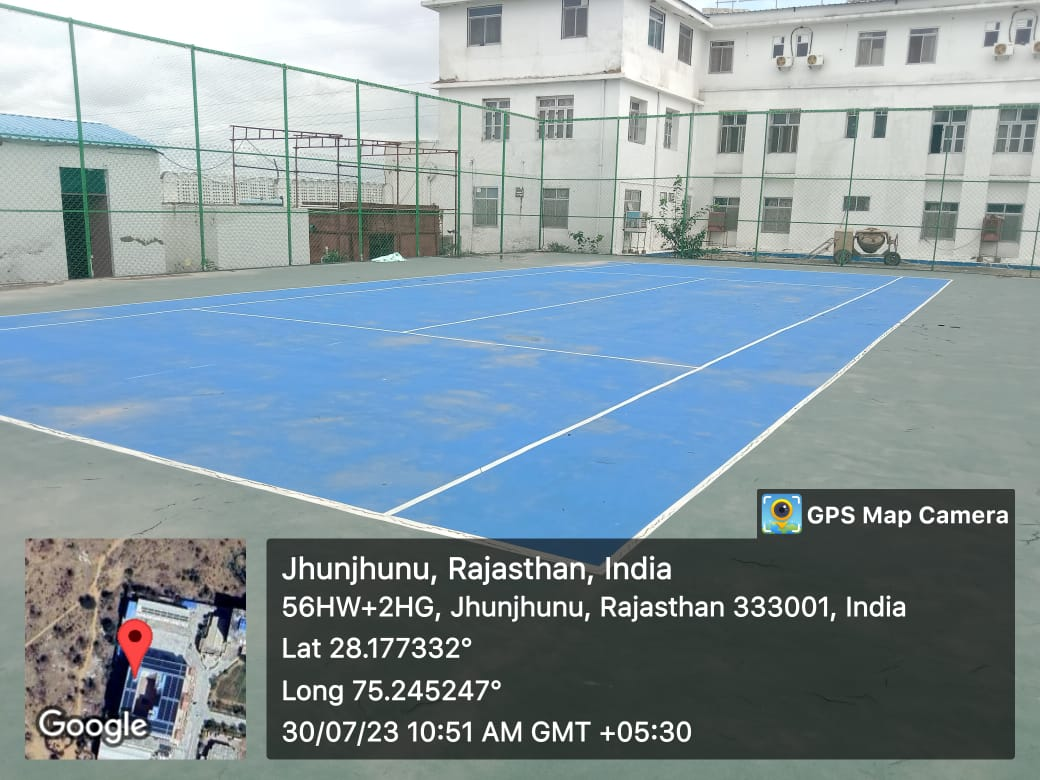 GPS Map Camera
Jhunjhunu, Rajasthan, India
56HW+2HG, Jhunjhunu, Rajasthan 333001, India
Lat 28.177332°
Long 75.245247°
30/07/23 10:51 AM GMT +05:30
Google